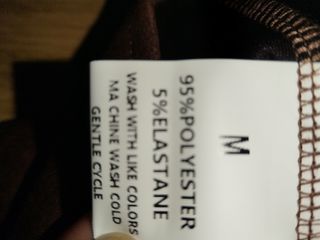 M
95%POLYESTER
5%ELASTANE
WASH WITH LIKE COLORS
MA CHINE WASH COLD
GENTLE CYCLE